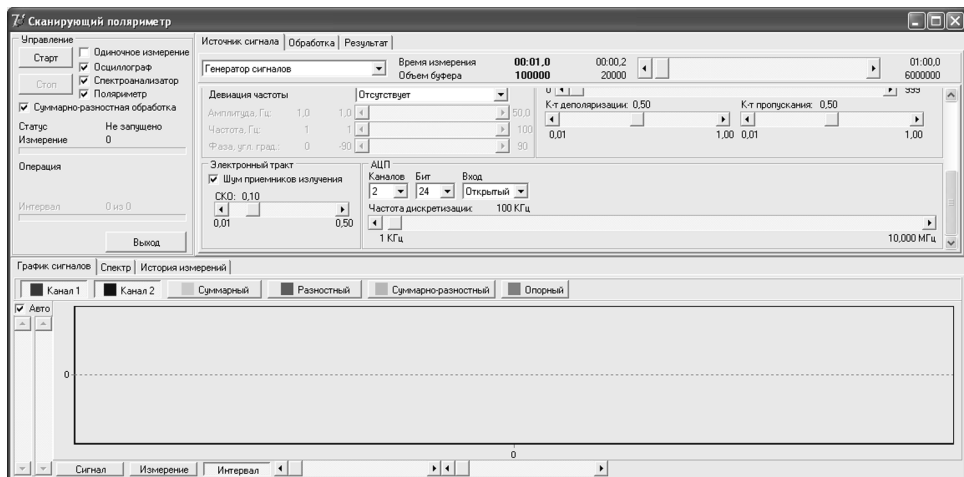 Сканирующий поляриметр
Управление
Старт
Стоп
Одиночное измерение
Осциллограф
Спектроанализатор
Поляриметр
Суммарно-разностная обработка
Статус Не запущено
Измерение 0
Операция
Интервал 0 из 0
Выход
Источник сигнала Обработка Результат
Генератор сигналов
Время измерения 00:01,0 00:00,2 01:00,0
Объем буфера 100000 20000 6000000
Девиация частоты Отсутствует
Амплитуда, Гц: 1,0 1,0 50,0
Частота, Гц: 1 1 100
Фаза, угл. град.: 0 -90 90
0 999
К-т деполяризации: 0,50 К-т пропускания: 0,50
0,01 1,00 0,01 1,00
Электронный тракт
Шум приемников излучения
СКО: 0,10
0,01 0,50
АЦП
Каналов Бит Вход
2 24 Открытый
Частота дискретизации: 100 КГц
1 КГц 10,000 МГц
График сигналов Спектр История измерений
Канал 1 Канал 2 Суммарный Разностный Суммарно-разностный Опорный
Авто
0
0
Сигнал Измерение Интервал